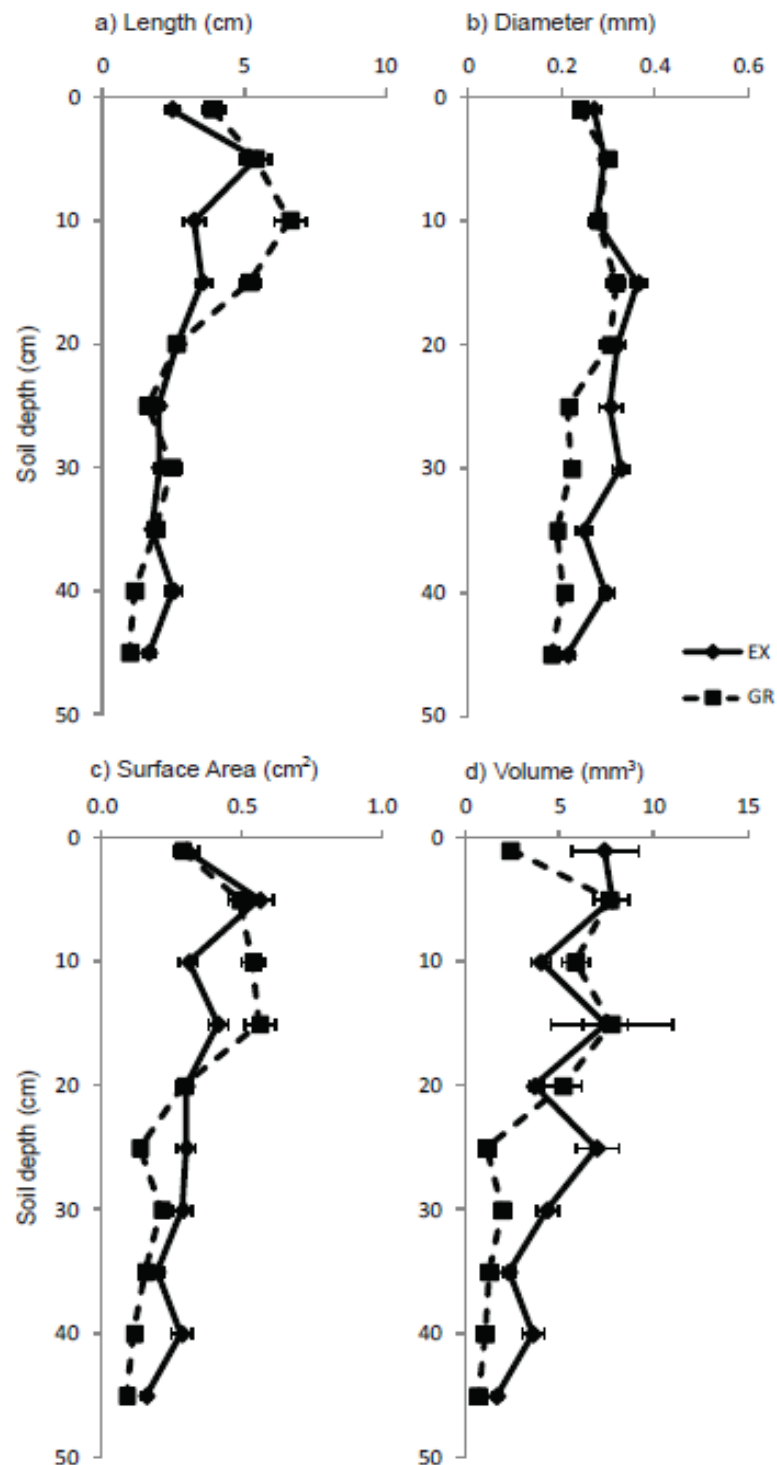 a) Length (cm)
0 5 10
0
10
20
30
40
50
Soil depth (cm)
b) Diameter (mm)
0 0.2 0.4 0.6
0
10
20
30
40
50
EX
GR
c) Surface Area (cm²)
0.0 0.5 1.0
0
10
20
30
40
50
Soil depth (cm)
d) Volume (mm³)
0 5 10 15
0
10
20
30
40
50